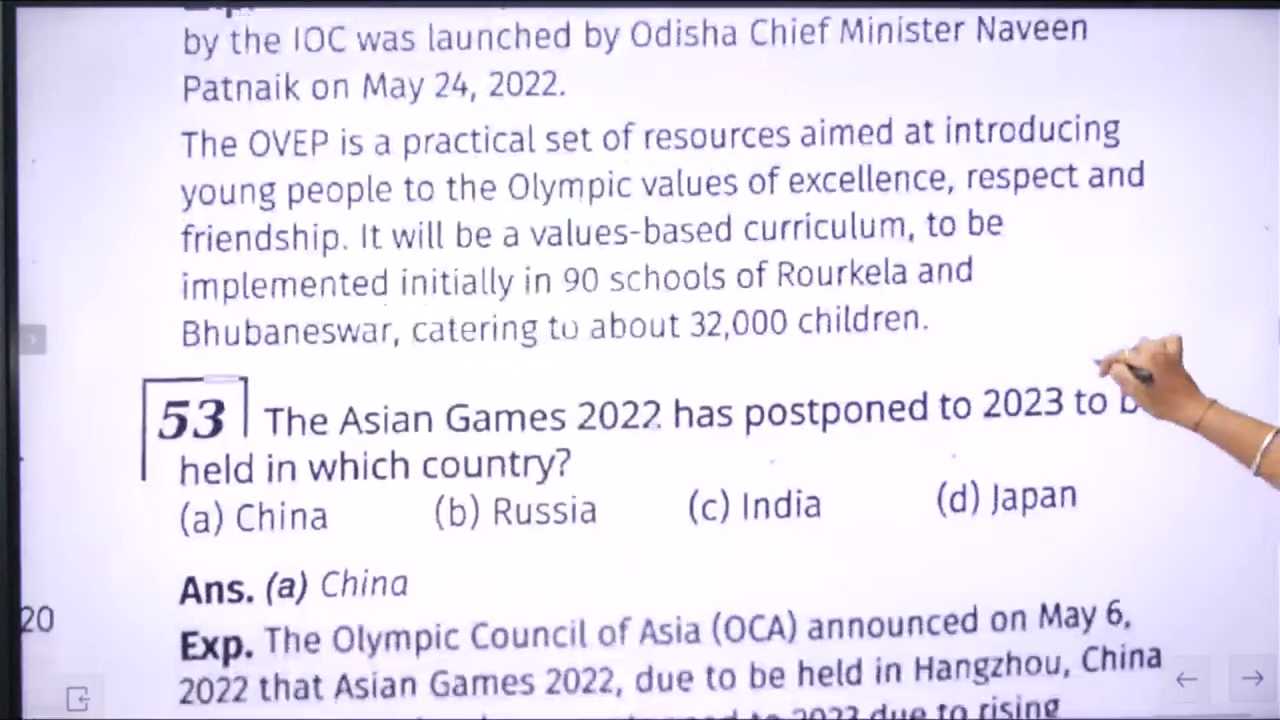 by the IOC was launched by Odisha Chief Minister Naveen
Patnaik on May 24, 2022.
The OVEP is a practical set of resources aimed at introducing
young people to the Olympic values of excellence, respect and
friendship. It will be a values-based curriculum, to be
implemented initially in 90 schools of Rourkela and
Bhubaneswar, catering to about 32,000 children.
53 The Asian Games 2022 has postponed to 2023 to
held in which country?
(a) China (b) Russia (c) India (d) Japan
Ans. (a) China
20
Exp. The Olympic Council of Asia (OCA) announced on May 6,
2022 that Asian Games 2022, due to be held in Hangzhou, China
to 2023 due to rising